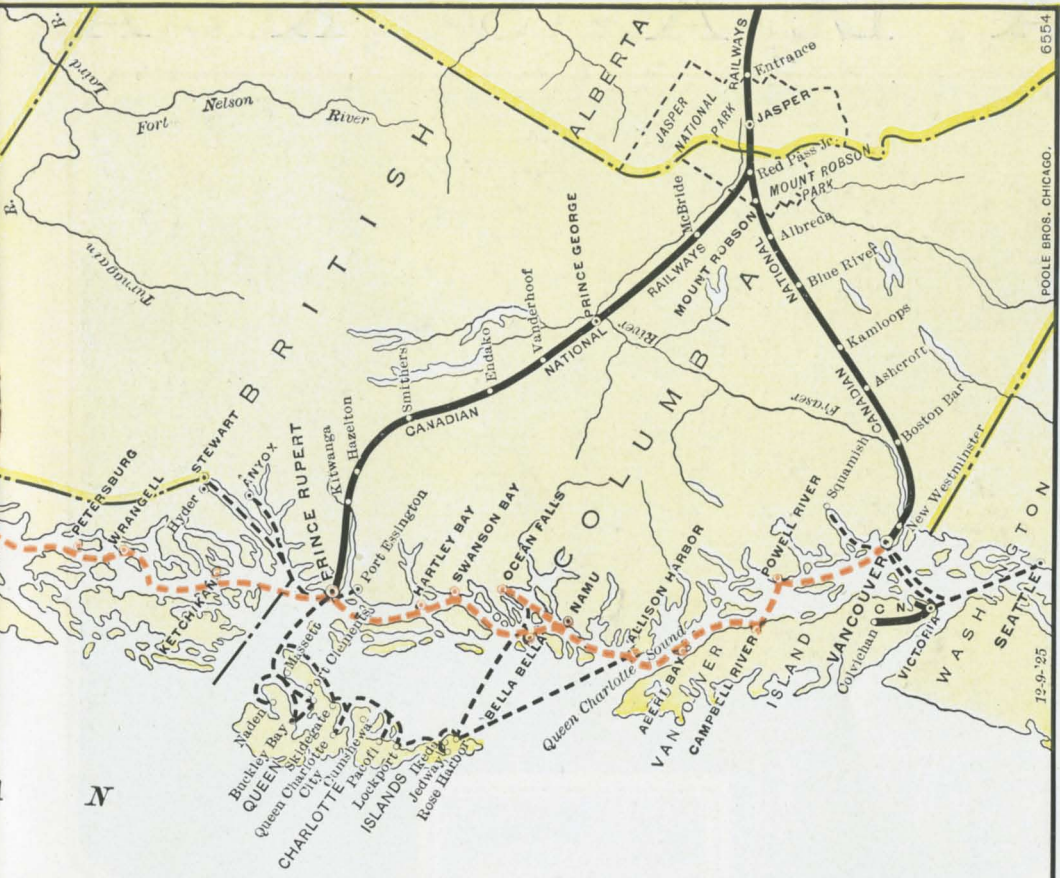 Liard
R.
Fort Nelson River
R.
Turnagain
BRITISH
COLUMBIA
ALBERTA
RAILWAYS
Entrance
JASPER
JASPER
NATIONAL
PARK
Red Pass Jc.
MOUNT ROBSON
PARK
MOUNT ROBSON
Albreda
NATIONAL
Blue River
Kamloops
CANADIAN
Ashcroft
Boston Bar
New Westminster
McBride
RAILWAYS
PRINCE GEORGE
NATIONAL
River
Fraser
Vanderhoof
Endako
Smithers
CANADIAN
Hazelton
Kitwanga
PRINCE RUPERT
ANYOX
STEWART
Hyder
PETERSBURG
WRANGELL
KETCHIKAN
Port Essington
HARTLEY BAY
SWANSON BAY
OCEAN FALLS
NAMU
BELLA BELLA
ALLISON HARBOR
Queen Charlotte Sound
POWELL RIVER
Squamish
ALERT BAY
CAMPBELL RIVER
VANCOUVER
ISLAND
VANCOUVER
C. N.
Cowichan
VICTORIA
WASHINGTON
SEATTLE
Massett
Port Clements
Naden
Buckley Bay
QUEEN
Skidegate
Queen Charlotte
City
Cumshewa
CHARLOTTE
Pacofi
Lockport
ISLANDS
Ikeda
Jedway
Rose Harbor
N
6554
POOLE BROS. CHICAGO.
12-9-'25